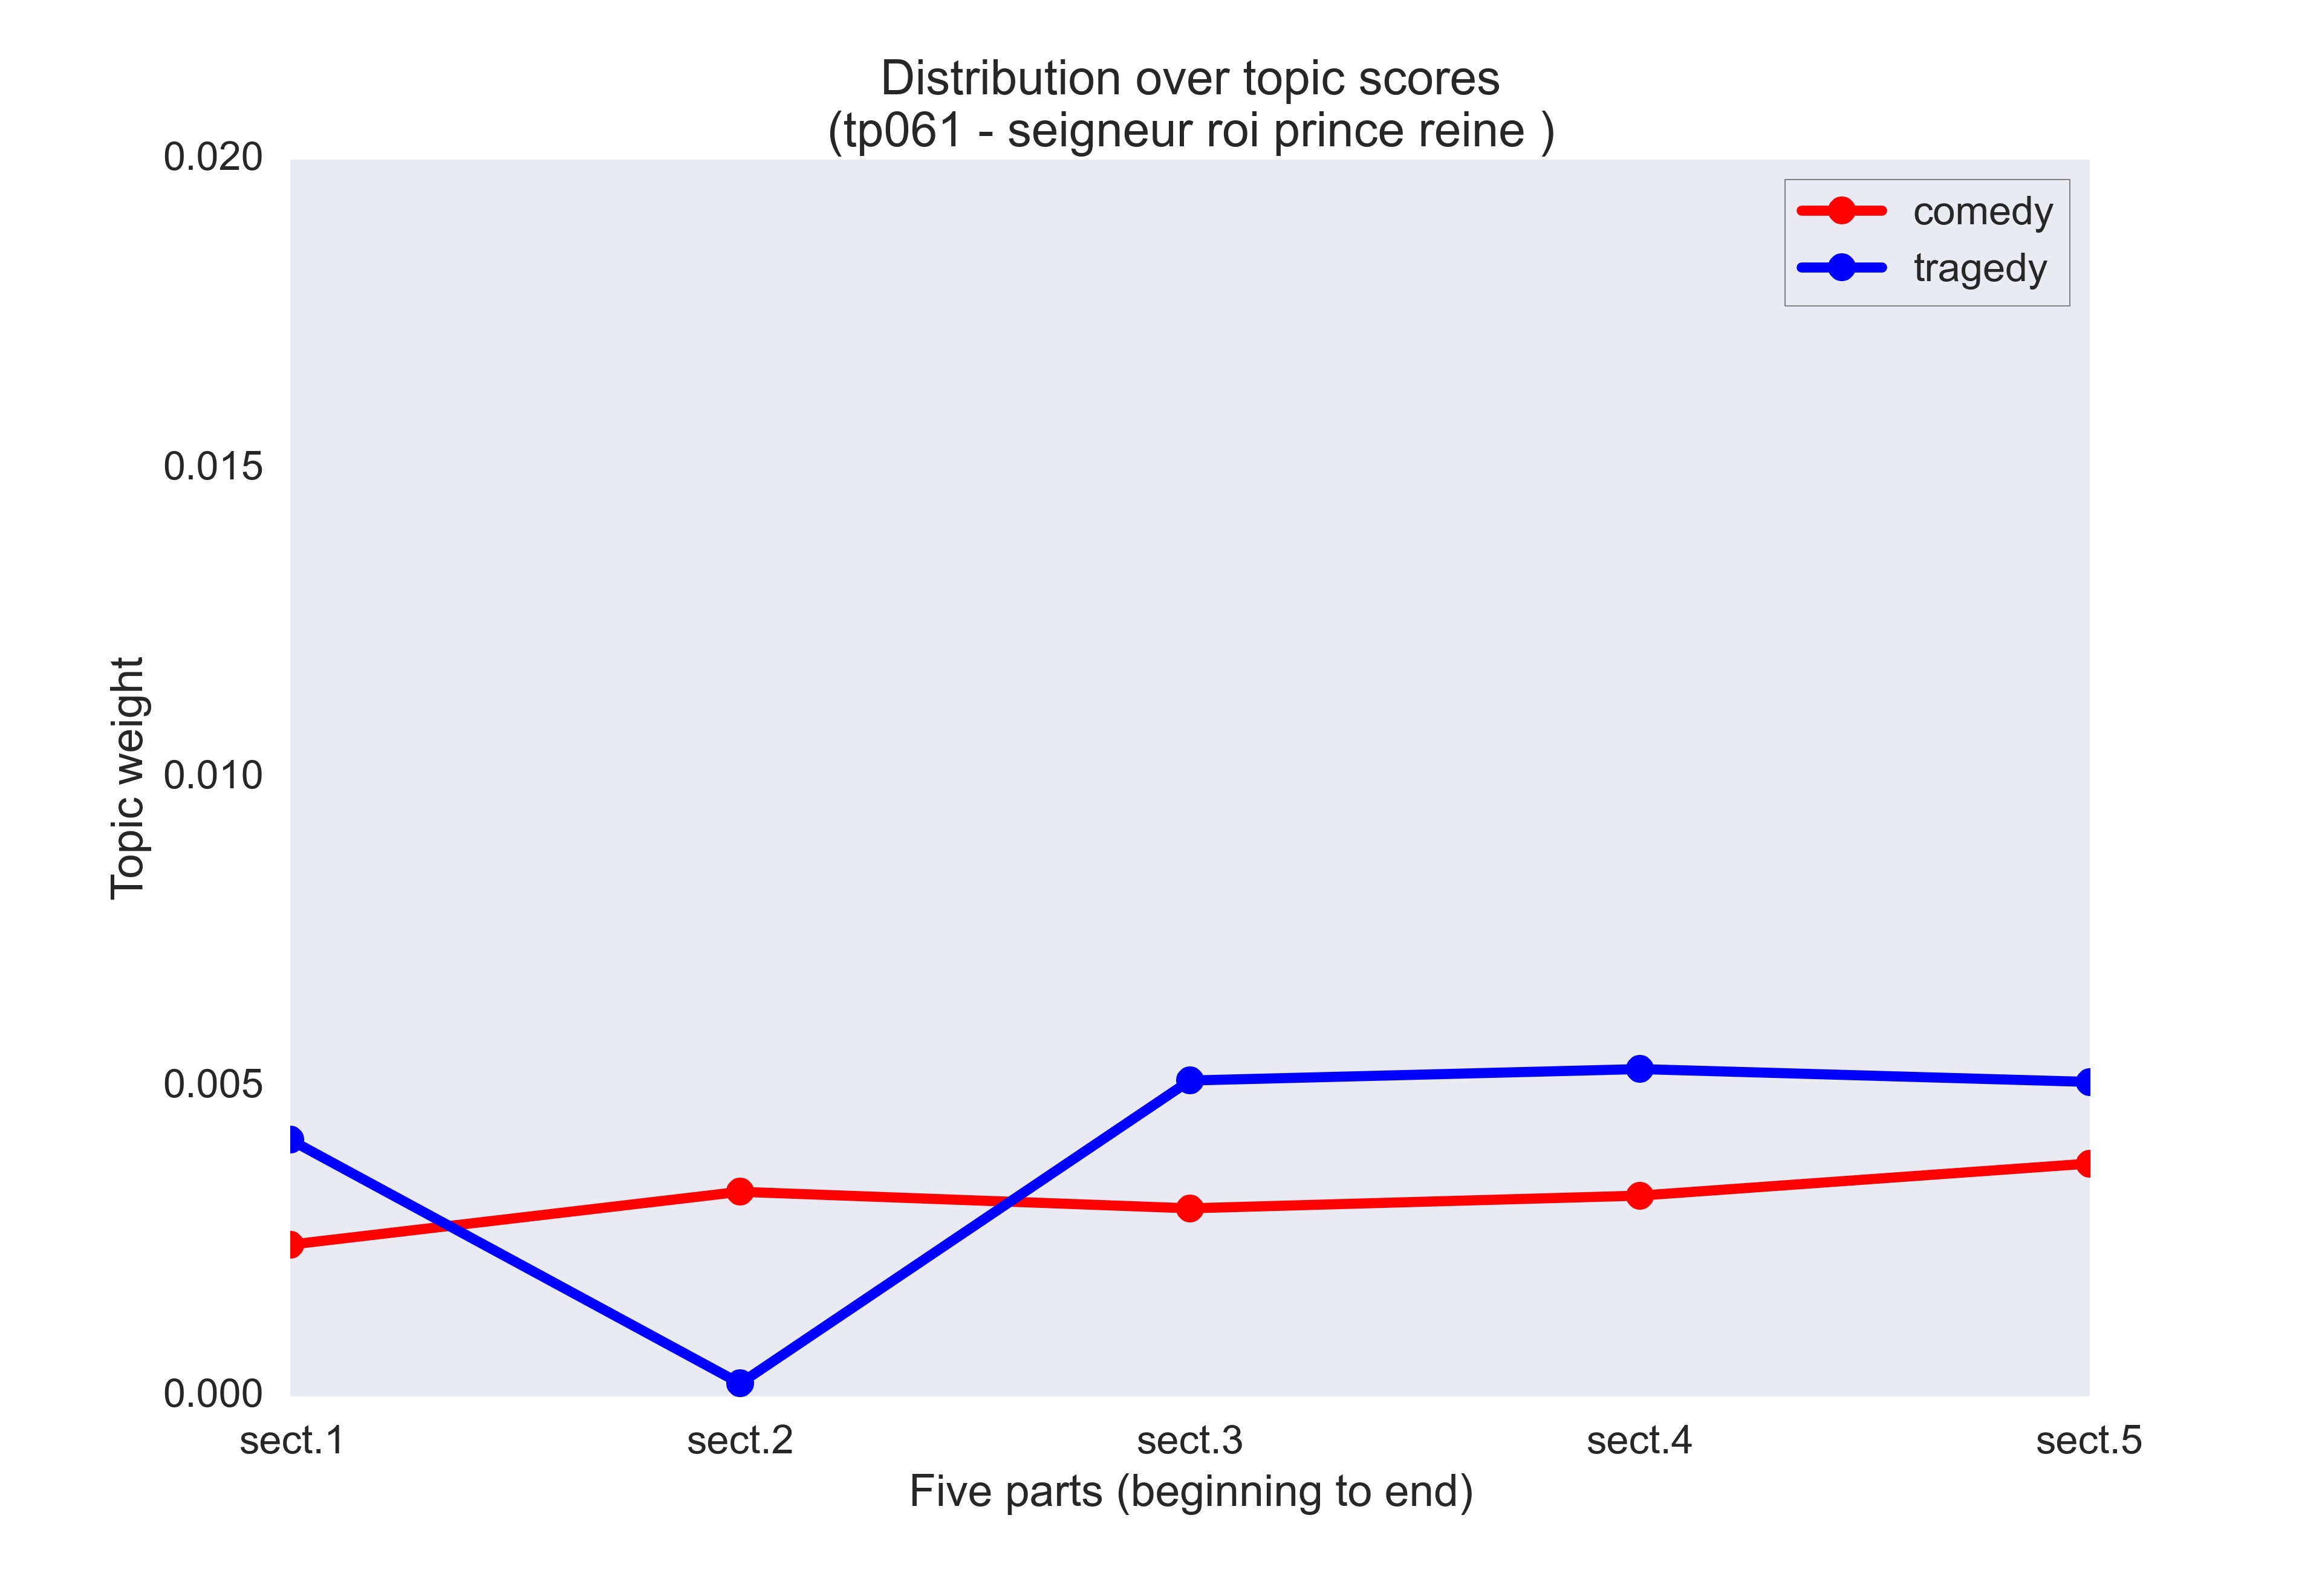 Distribution over topic scores
(tp061 - seigneur roi prince reine )
comedy
tragedy
Topic weight
0.020
0.015
0.010
0.005
0.000
sect.1 sect.2 sect.3 sect.4 sect.5
Five parts (beginning to end)